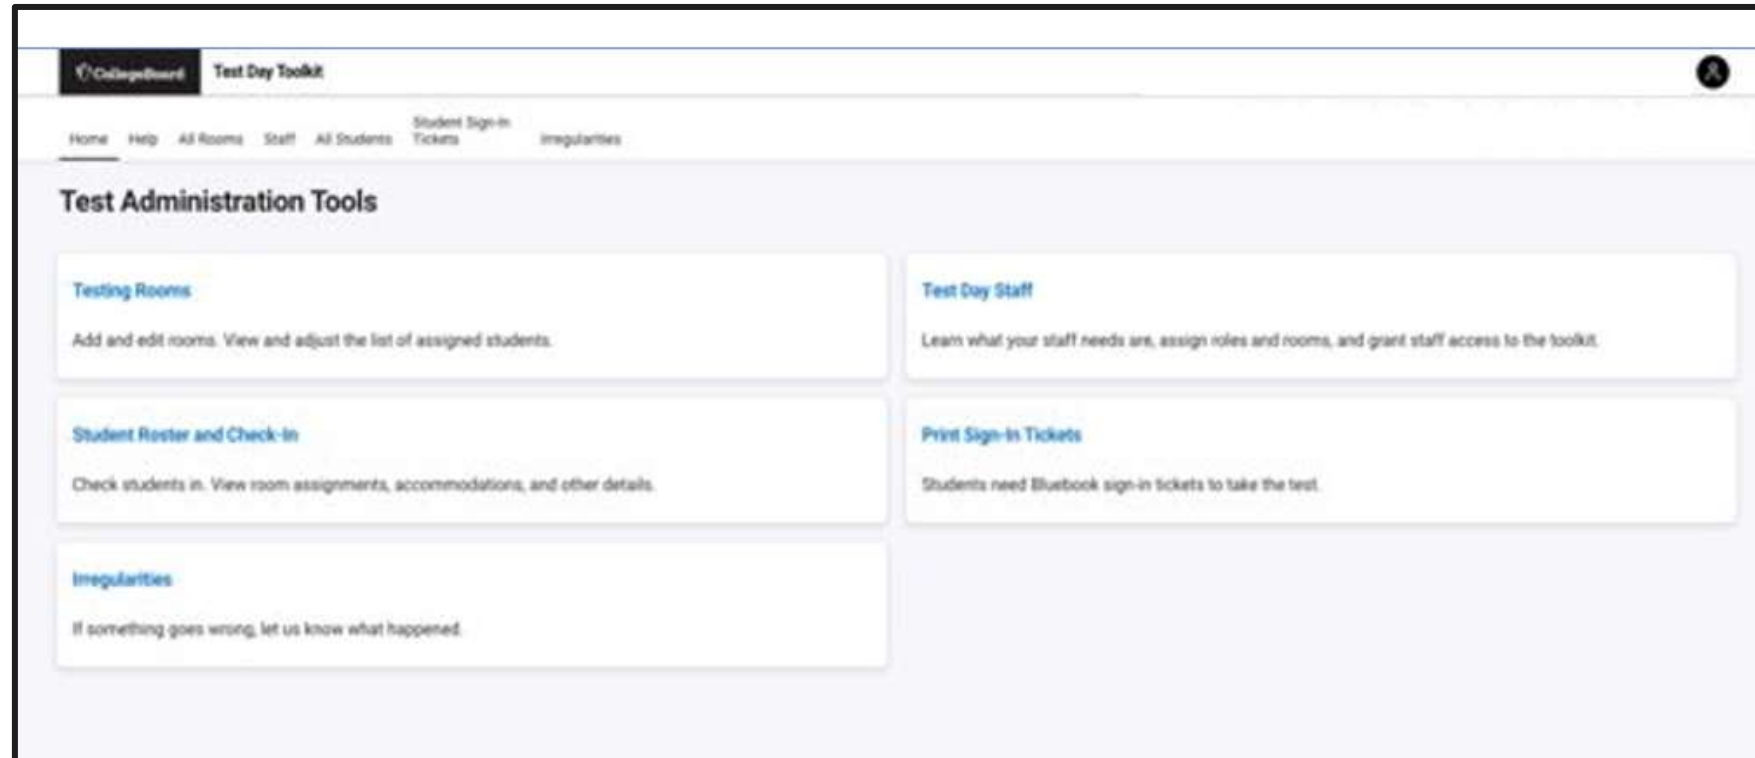 CollegeBoard
Test Day Toolkit
Home Help All Rooms Staff All Students Student Sign-In Tickets Irregularities
Test Administration Tools
Testing Rooms
Add and edit rooms. View and adjust the list of assigned students.
Test Day Staff
Learn what your staff needs are, assign roles and rooms, and grant staff access to the toolkit.
Student Roster and Check-In
Check students in. View room assignments, accommodations, and other details.
Print Sign-In Tickets
Students need Bluebook sign-in tickets to take the test.
Irregularities
If something goes wrong, let us know what happened.